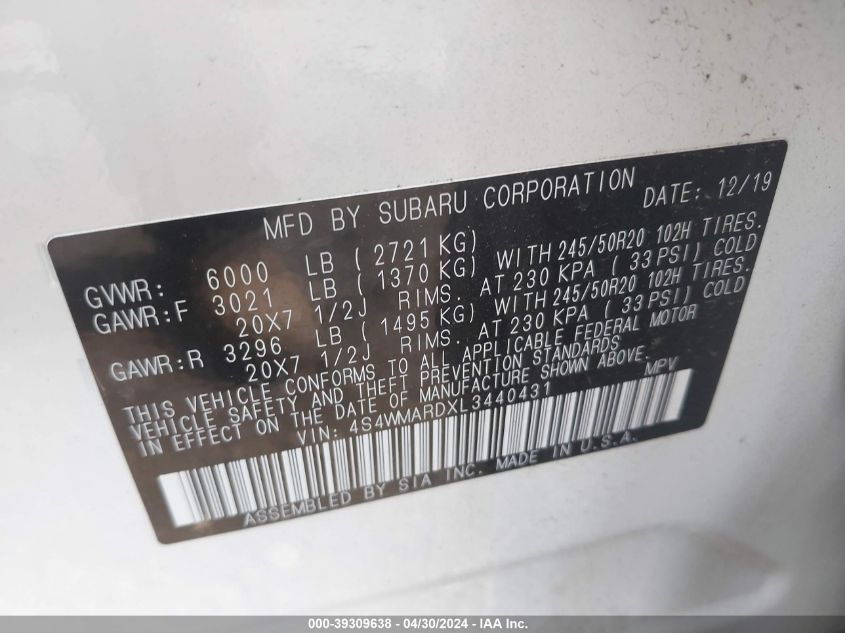 MFD BY SUBARU CORPORATION DATE: 12/19
GVWR: 6000 LB ( 2721 KG)
GAWR:F 3021 LB ( 1370 KG) WITH 245/50R20 102H TIRES.
20X7 1/2J RIMS. AT 230 KPA ( 33 PSI) COLD
GAWR:R 3296 LB ( 1495 KG) WITH 245/50R20 102H TIRES.
20X7 1/2J RIMS. AT 230 KPA ( 33 PSI) COLD
THIS VEHICLE CONFORMS TO ALL APPLICABLE FEDERAL MOTOR
VEHICLE SAFETY AND THEFT PREVENTION STANDARDS
IN EFFECT ON THE DATE OF MANUFACTURE SHOWN ABOVE.
VIN: 4S4WMARDXL3440431 MPV
ASSEMBLED BY SIA INC. MADE IN U.S.A.
000-39309638 - 04/30/2024 - IAA Inc.